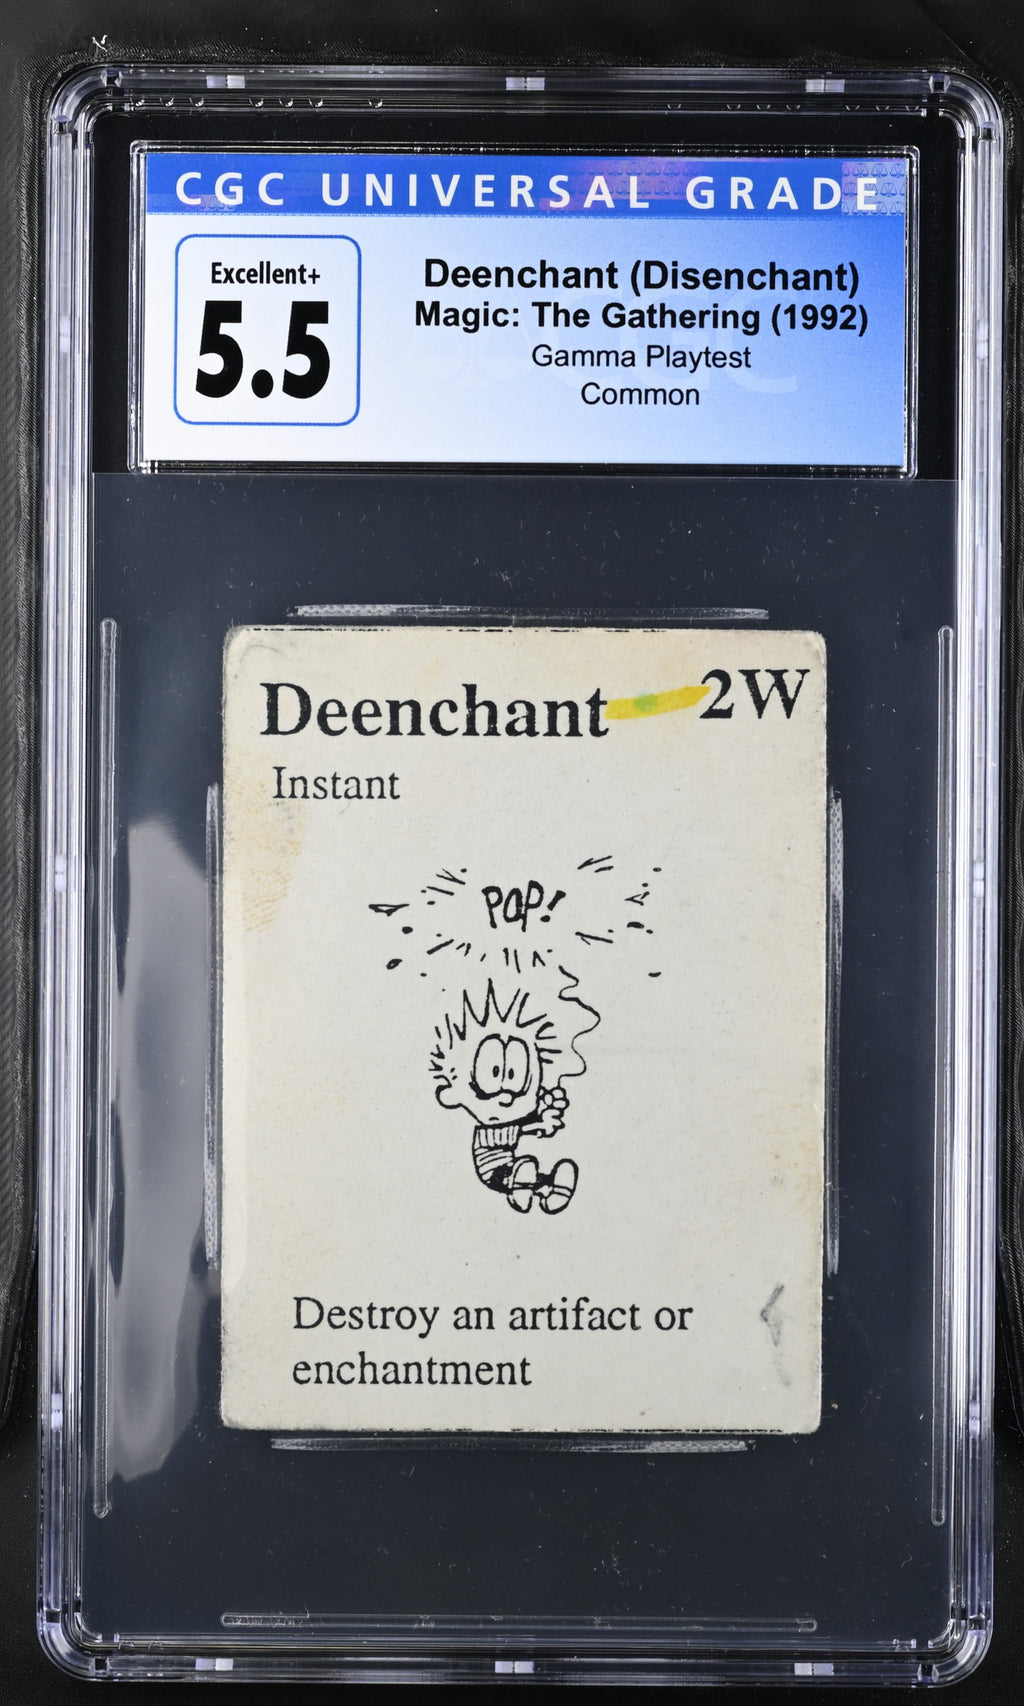 CGC UNIVERSAL GRADE
Excellent+
5.5
Deenchant (Disenchant)
Magic: The Gathering (1992)
Gamma Playtest
Common
Deenchant 2W
Instant
POP!
Destroy an artifact or
enchantment